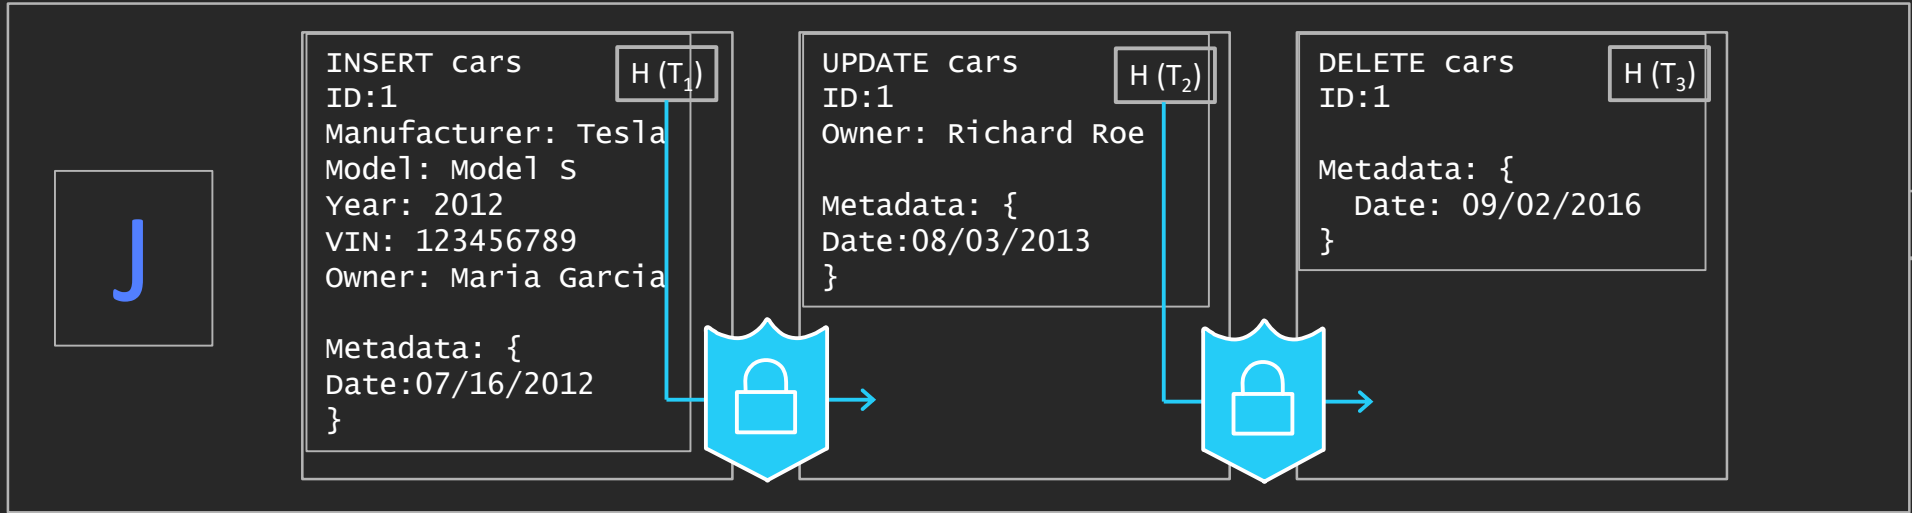 J
INSERT cars
ID:1
Manufacturer: Tesla
Model: Model S
Year: 2012
VIN: 123456789
Owner: Maria Garcia
Metadata: {
Date:07/16/2012
}
H (T₁)
UPDATE cars
ID:1
Owner: Richard Roe
Metadata: {
Date:08/03/2013
}
H (T₂)
DELETE cars
ID:1
Metadata: {
Date: 09/02/2016
}
H (T₃)